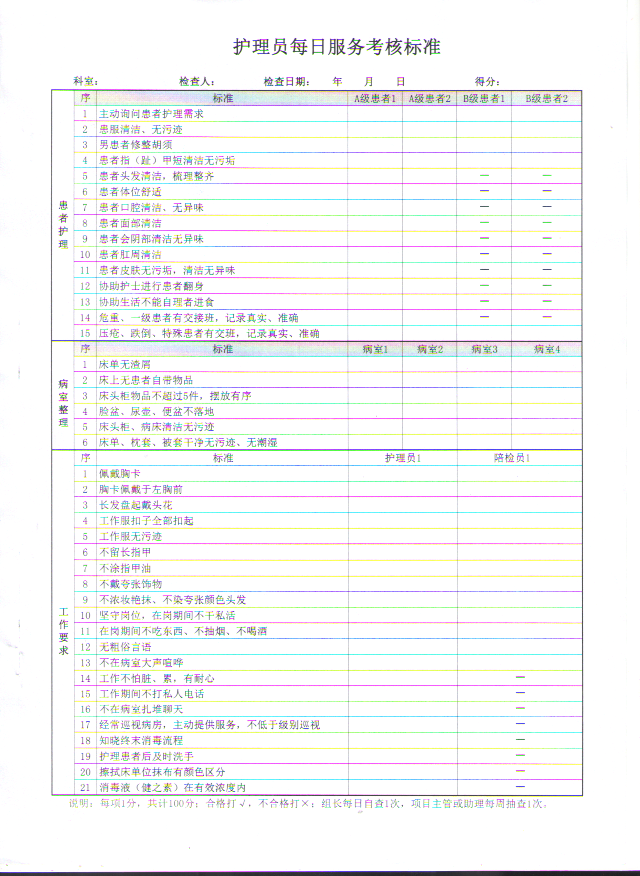 护理员每日服务考核标准
科室： 检查人： 检查日期： 年 月 日 得分：
序 标准 A级患者1 A级患者2 B级患者1 B级患者2
患者护理
1 主动询问患者护理需求
2 患服清洁、无污迹
3 男患者修整胡须
4 患者指（趾）甲短清洁无污垢
5 患者头发清洁，梳理整齐 — —
6 患者体位舒适 — —
7 患者口腔清洁、无异味 — —
8 患者面部清洁 — —
9 患者会阴部清洁无异味 — —
10 患者肛周清洁 — —
11 患者皮肤无污垢，清洁无异味 — —
12 协助护士进行患者翻身 — —
13 协助生活不能自理者进食 — —
14 危重、一级患者有交接班，记录真实、准确 — —
15 压疮、跌倒、特殊患者有交班，记录真实、准确
序 标准 病室1 病室2 病室3 病室4
病室整理
1 床单无渣屑
2 床上无患者自带物品
3 床头柜物品不超过5件，摆放有序
4 脸盆、尿壶、便盆不落地
5 床头柜、病床清洁无污迹
6 床单、枕套、被套干净无污迹、无潮湿
序 标准 护理员1 陪检员1
工作要求
1 佩戴胸卡
2 胸卡佩戴于左胸前
3 长发盘起戴头花
4 工作服扣子全部扣起
5 工作服无污迹
6 不留长指甲
7 不涂指甲油
8 不戴夸张饰物
9 不浓妆艳抹、不染夸张颜色头发
10 坚守岗位，在岗期间不干私活
11 在岗期间不吃东西、不抽烟、不喝酒
12 无粗俗言语
13 不在病室大声喧哗
14 工作不怕脏、累，有耐心 —
15 工作期间不打私人电话 —
16 不在病室扎堆聊天 —
17 经常巡视病房，主动提供服务，不低于级别巡视 —
18 知晓终末消毒流程 —
19 护理患者后及时洗手 —
20 擦拭床单位抹布有颜色区分 —
21 消毒液（健之素）在有效浓度内 —
说明：每项1分，共计100分；合格打√，不合格打×；组长每日自查1次，项目主管或助理每周抽查1次。